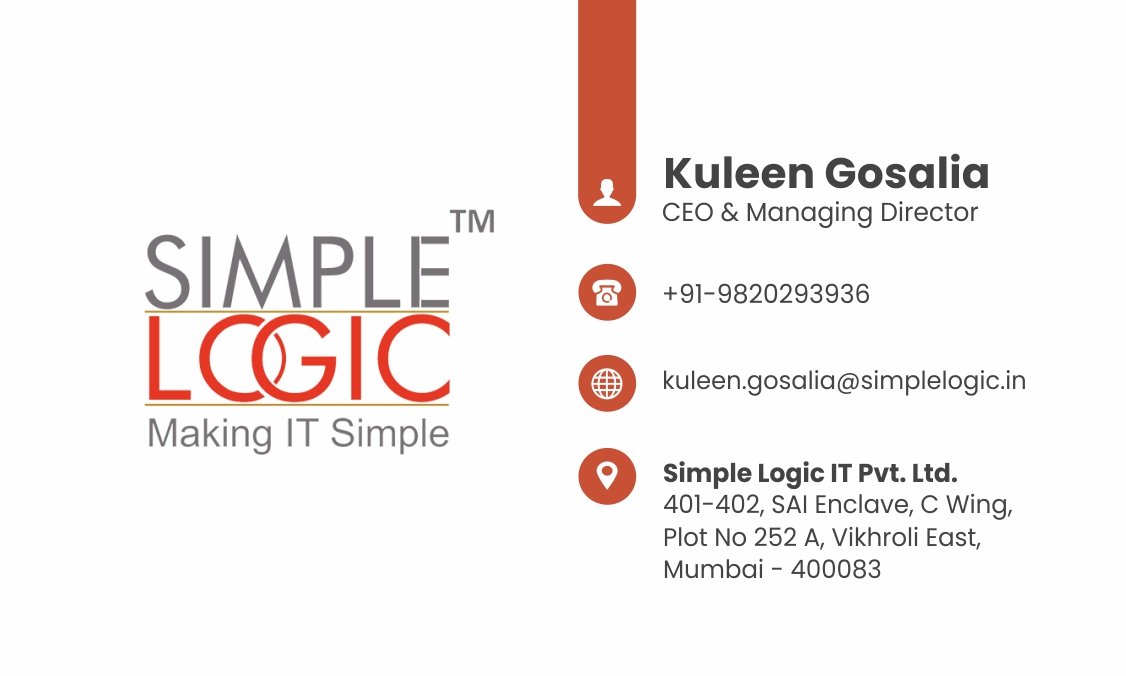 SIMPLE™
LOGIC
Making IT Simple
Kuleen Gosalia
CEO & Managing Director
+91-9820293936
kuleen.gosalia@simplelogic.in
Simple Logic IT Pvt. Ltd.
401-402, SAI Enclave, C Wing,
Plot No 252 A, Vikhroli East,
Mumbai - 400083